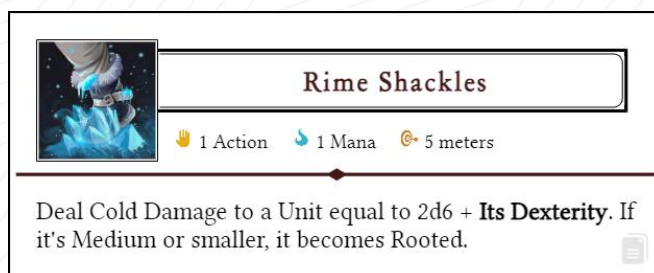 Rime Shackles
1 Action 1 Mana 5 meters
Deal Cold Damage to a Unit equal to 2d6 + Its Dexterity. If
it's Medium or smaller, it becomes Rooted.